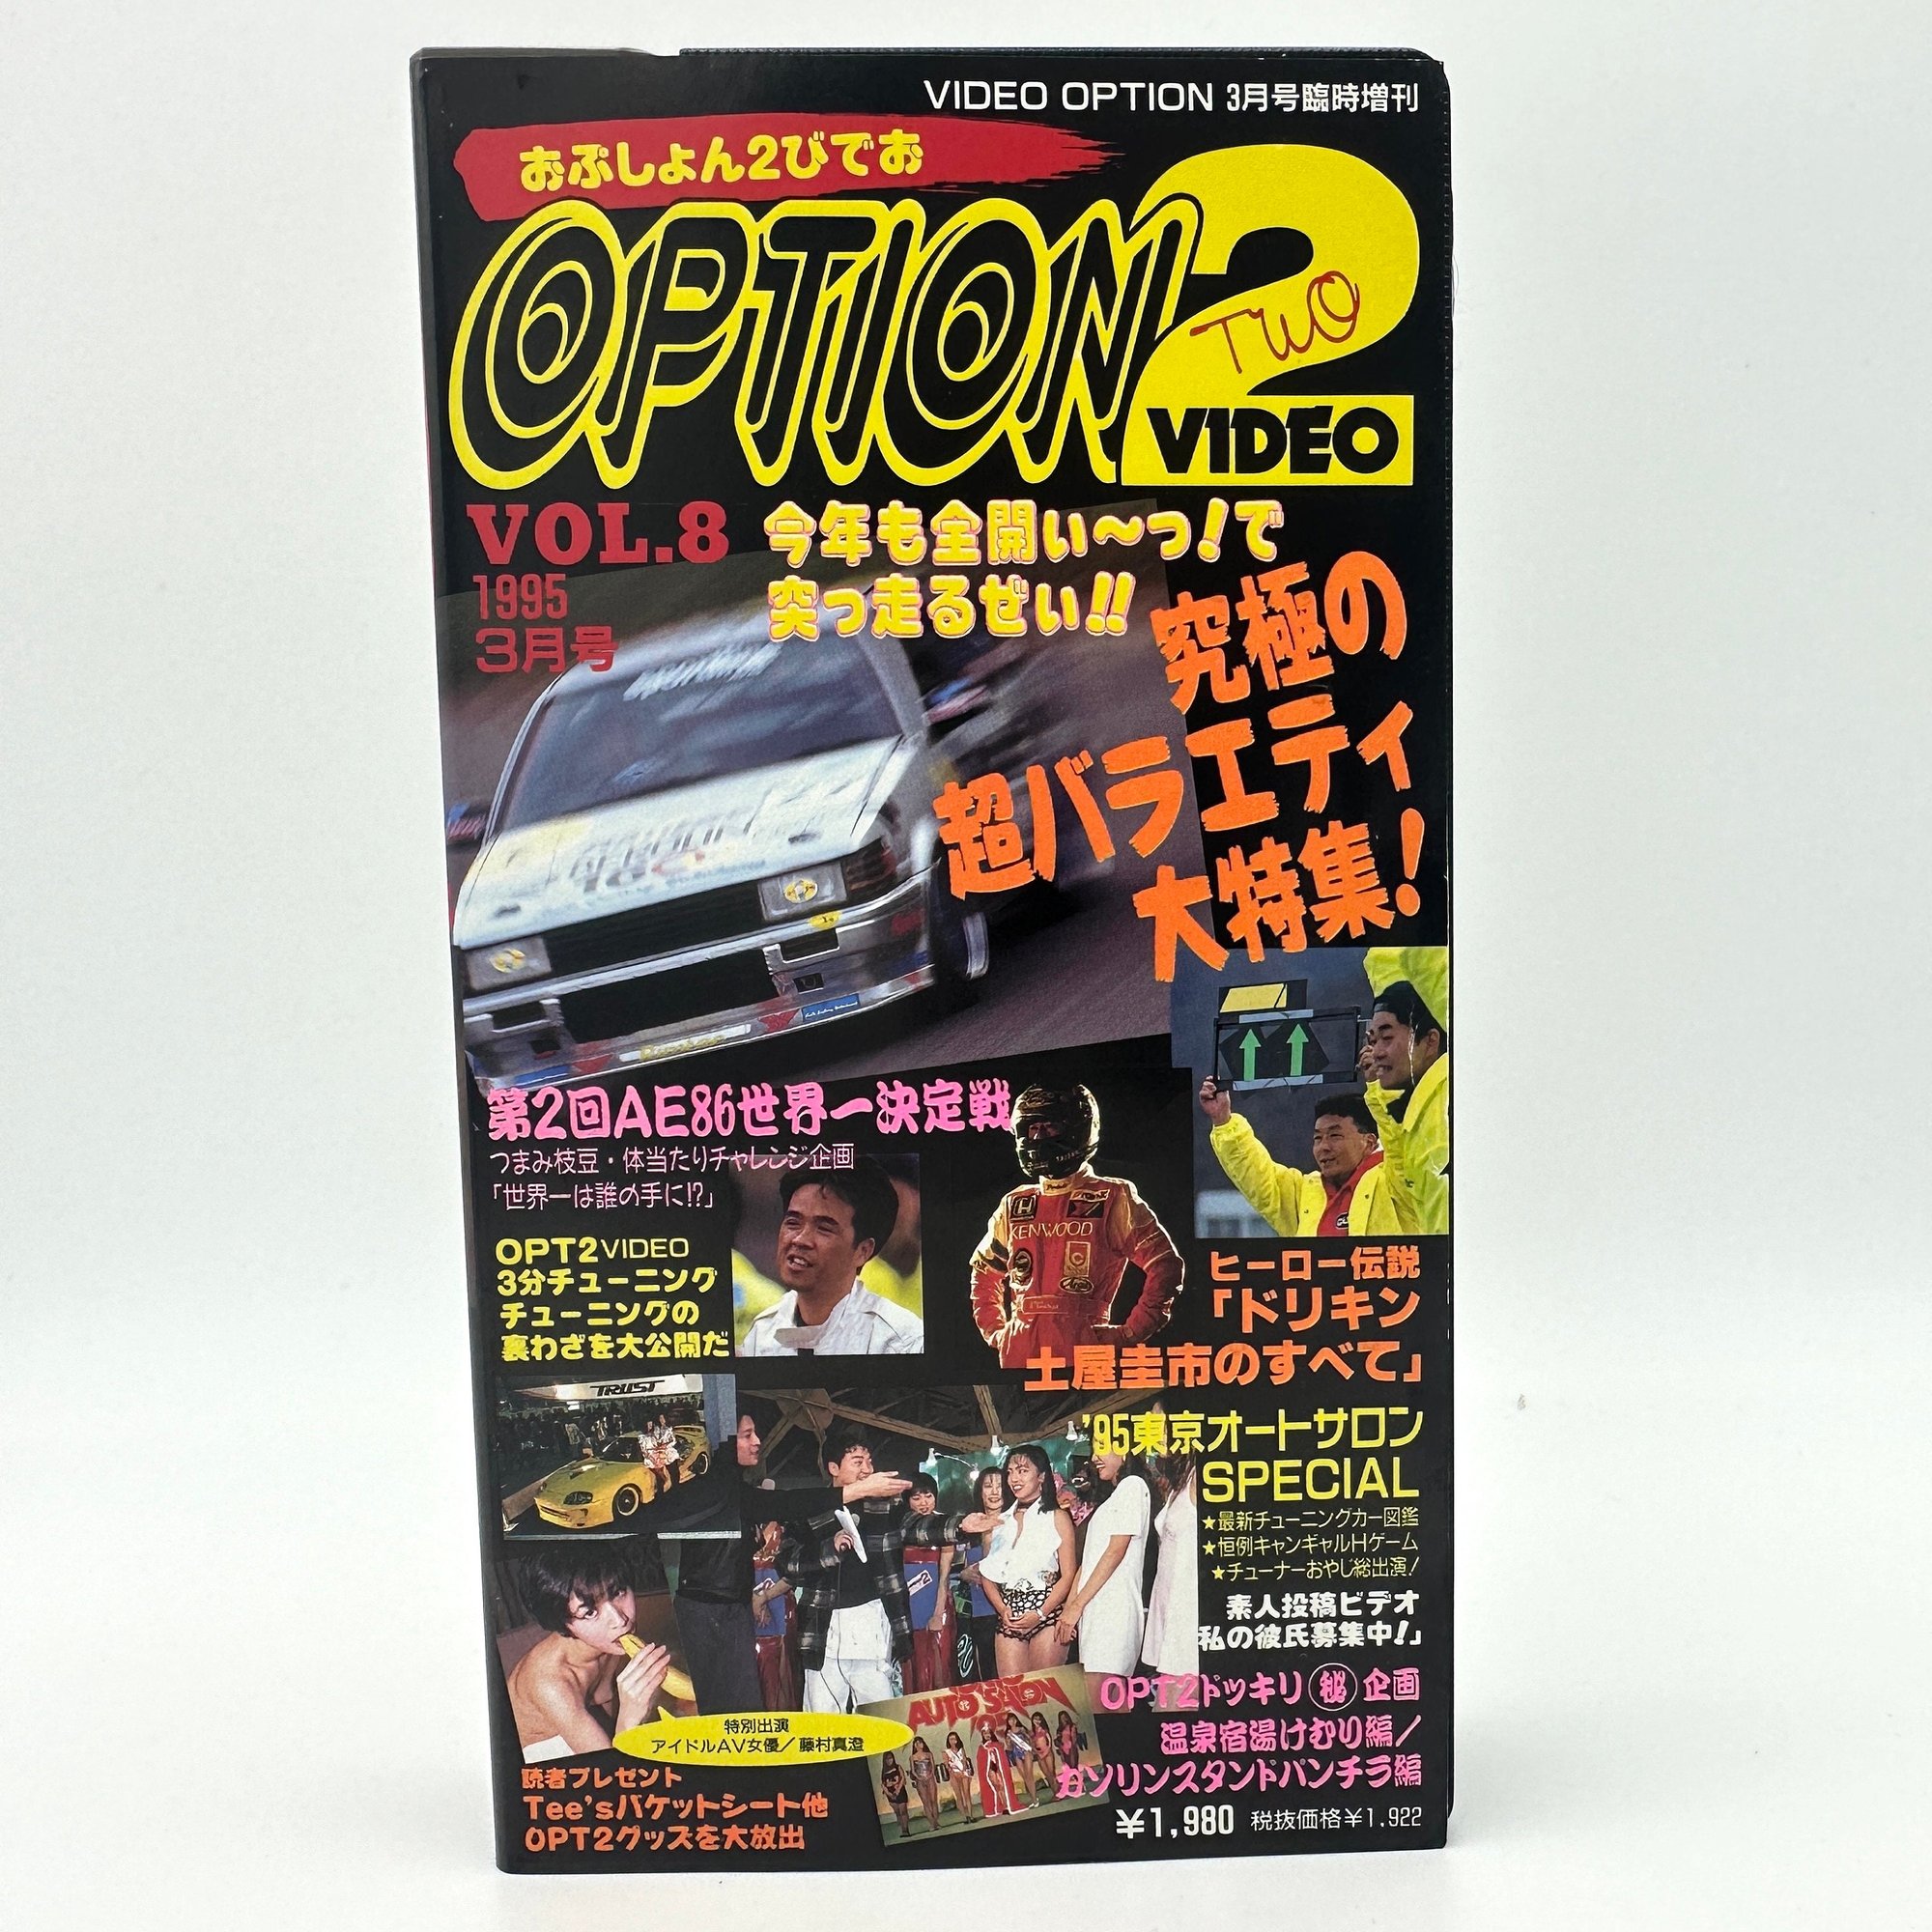 VIDEO OPTION 3月号臨時増刊
おぷしょん2びでお
OPTION2
TWO
VIDEO
VOL.8
1995
3月号
今年も全開い〜っ!で
突っ走るぜい!!
究極の
超バラエティ
大特集!
第2回AE86世界一決定戦
つまみ枝豆・体当たりチャレンジ企画
「世界一は誰の手に!?」
OPT2VIDEO
3分チューニング
チューニングの
裏わざを大公開だ
KENWOOD
Arai
ヒーロー伝説
「ドリキン
土屋圭市のすべて」
TRUST
'95東京オートサロン
SPECIAL
★最新チューニングカー図鑑
★恒例キャンギャルHゲーム
★チューナーおやじ総出演!
素人投稿ビデオ
私の彼氏募集中!」
OPT2ドッキリ㊙企画
温泉宿湯けむり編/
ガソリンスタンドパンチラ編
特別出演
アイドルAV女優/藤村真澄
AUTO SALON
読者プレゼント
Tee'sバケットシート他
OPT2グッズを大放出
¥1,980 税抜価格¥1,922